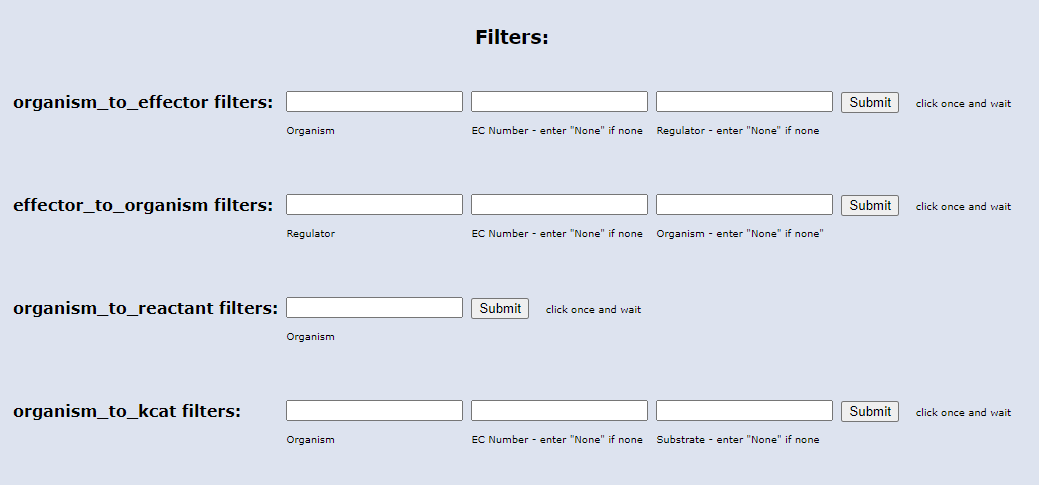 Filters:
organism_to_effector filters: Submit click once and wait
Organism EC Number - enter "None" if none Regulator - enter "None" if none
effector_to_organism filters: Submit click once and wait
Regulator EC Number - enter "None" if none Organism - enter "None" if none"
organism_to_reactant filters: Submit click once and wait
Organism
organism_to_kcat filters: Submit click once and wait
Organism EC Number - enter "None" if none Substrate - enter "None" if none